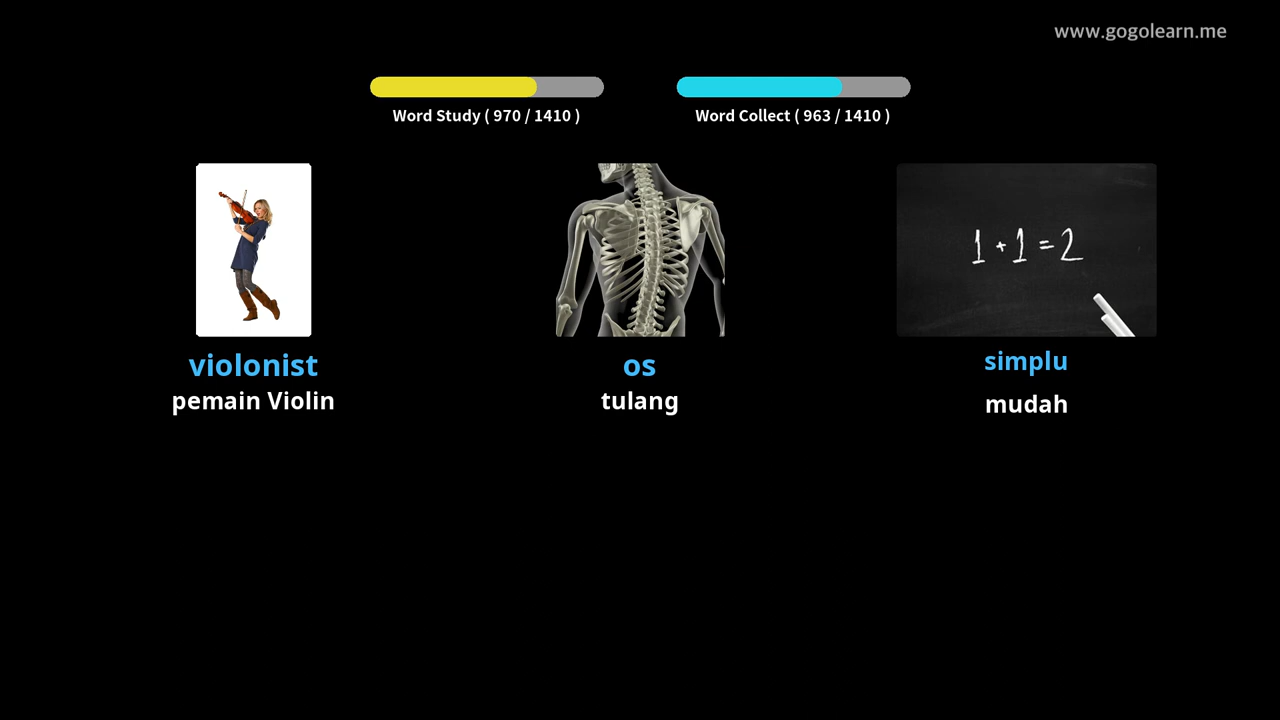 www.gogolearn.me
Word Study ( 970 / 1410 )
Word Collect ( 963 / 1410 )
1 + 1 = 2
violonist
pemain Violin
os
tulang
simplu
mudah